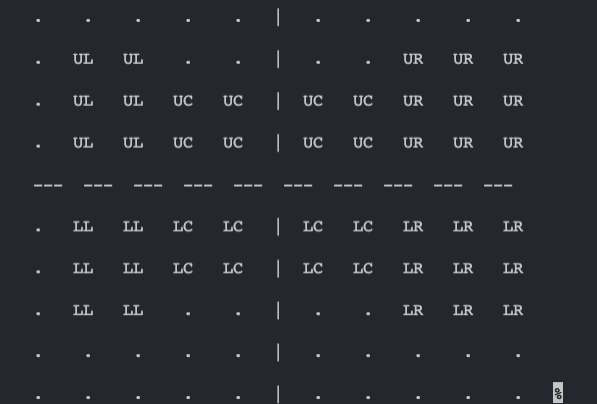 . . . . . | . . . . .
. UL UL . . | . . UR UR UR
. UL UL UC UC | UC UC UR UR UR
. UL UL UC UC | UC UC UR UR UR
--- --- --- --- --- --- --- --- --- ---
. LL LL LC LC | LC LC LR LR LR
. LL LL LC LC | LC LC LR LR LR
. LL LL . . | . . LR LR LR
. . . . . | . . . . .
. . . . . | . . . . . %